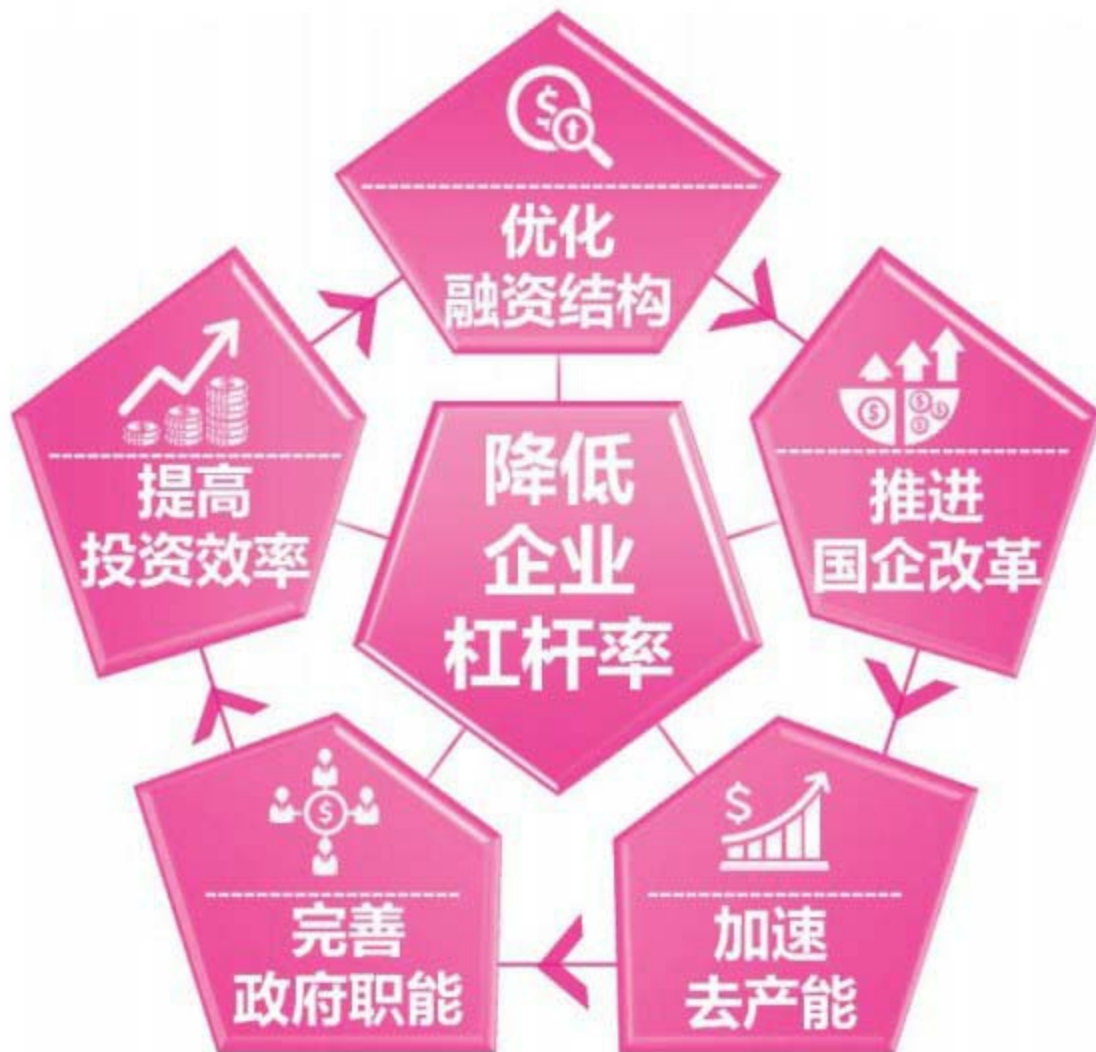 优化
融资结构
推进
国企改革
加速
去产能
完善
政府职能
提高
投资效率
降低
企业
杠杆率